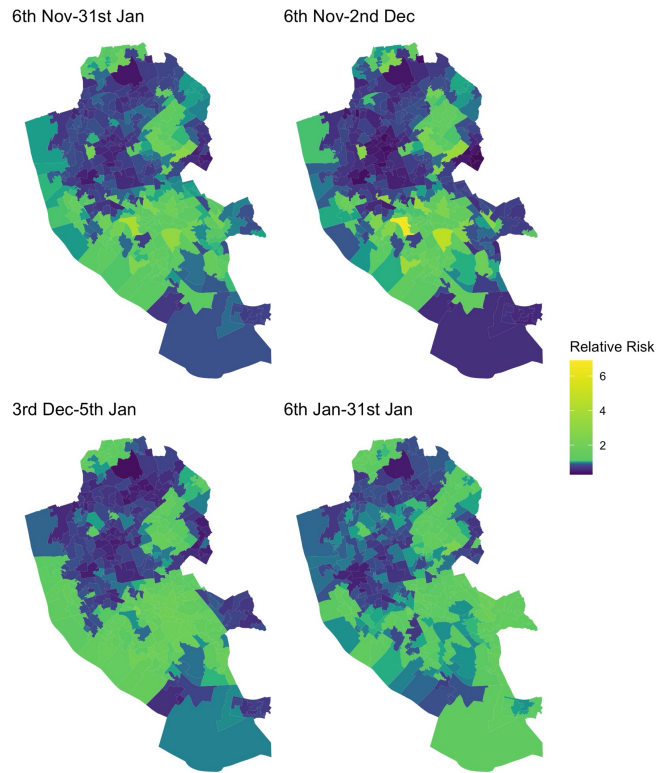 6th Nov-31st Jan
6th Nov-2nd Dec
Relative Risk
6
4
2
3rd Dec-5th Jan
6th Jan-31st Jan